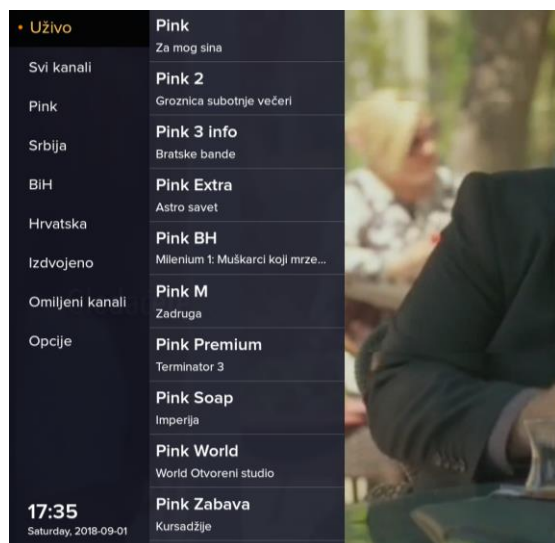 • Uživo
Svi kanali
Pink
Srbija
BiH
Hrvatska
Izdvojeno
Omiljeni kanali
Opcije
17:35
Saturday, 2018-09-01
Pink
Za mog sina
Pink 2
Groznica subotnje večeri
Pink 3 info
Bratske bande
Pink Extra
Astro savet
Pink BH
Milenium 1: Muškarci koji mrze...
Pink M
Zadruga
Pink Premium
Terminator 3
Pink Soap
Imperija
Pink World
World Otvoreni studio
Pink Zabava
Kursadžije